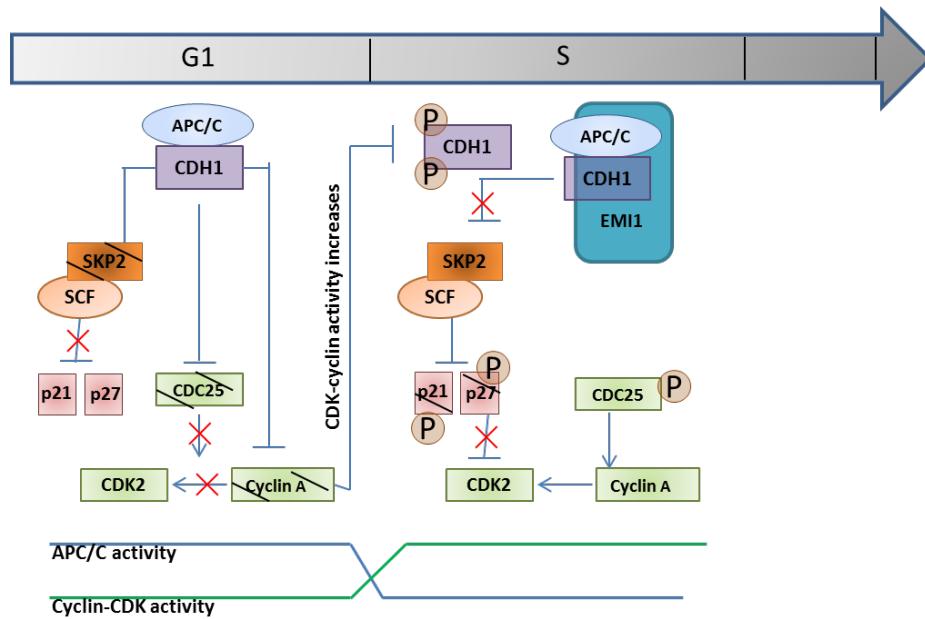 G1
S
APC/C
CDH1
SKP2
SCF
p21
p27
CDC25
CDK2
Cyclin A
CDK-cyclin activity increases
P
P
CDH1
APC/C
CDH1
EMI1
SKP2
SCF
P
p21
p27
P
CDC25
P
CDK2
Cyclin A
APC/C activity
Cyclin-CDK activity